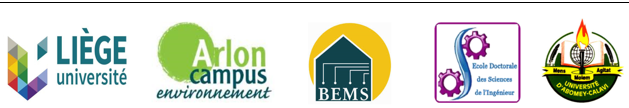 LIÈGE
université
Arlon
campus
environnement
BEMS
Ecole Doctorale
des Sciences
de l'Ingénieur
Mens
Molem
Agitat
UNIVERSITÉ
D'ABOMEY-CALAVI